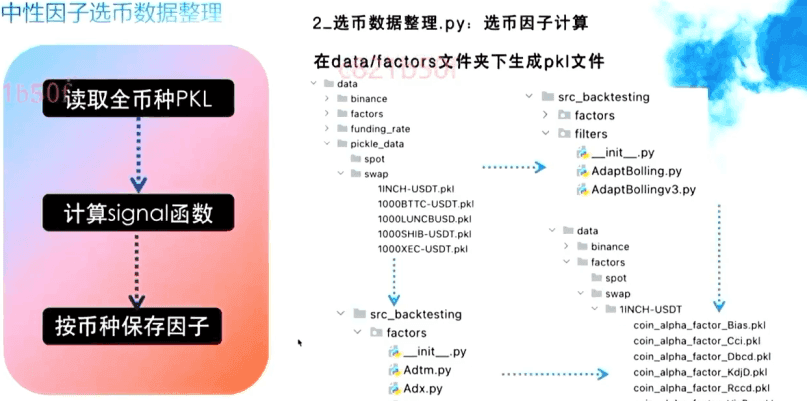 中性因子选币数据整理
读取全币种PKL
计算signal函数
按币种保存因子
2_选币数据整理.py：选币因子计算
在data/factors文件夹下生成pkl文件
data
binance
factors
funding_rate
pickle_data
spot
swap
1INCH-USDT.pkl
1000BTTC-USDT.pkl
1000LUNCBUSD.pkl
1000SHIB-USDT.pkl
1000XEC-USDT.pkl
src_backtesting
factors
__init__.py
Adtm.py
Adx.py
src_backtesting
factors
filters
__init__.py
AdaptBolling.py
AdaptBollingv3.py
data
binance
factors
spot
swap
1INCH-USDT
coin_alpha_factor_Bias.pkl
coin_alpha_factor_Cci.pkl
coin_alpha_factor_Dbcd.pkl
coin_alpha_factor_KdjD.pkl
coin_alpha_factor_Rccd.pkl